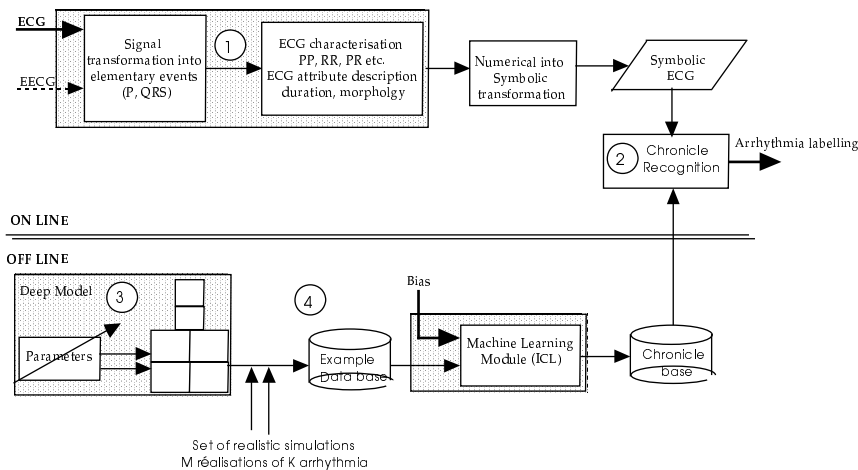 ECG
EECG
Signal
transformation into
elementary events
(P, QRS)
1
ECG characterisation
PP, RR, PR etc.
ECG attribute description
duration, morpholgy
Numerical into
Symbolic
transformation
Symbolic
ECG
2
Chronicle
Recognition
Arrhythmia labelling
ON LINE
OFF LINE
Deep Model
3
Parameters
4
Example
Data base
Bias
Machine Learning
Module (ICL)
Chronicle
base
Set of realistic simulations
M réalisations of K arrhythmia